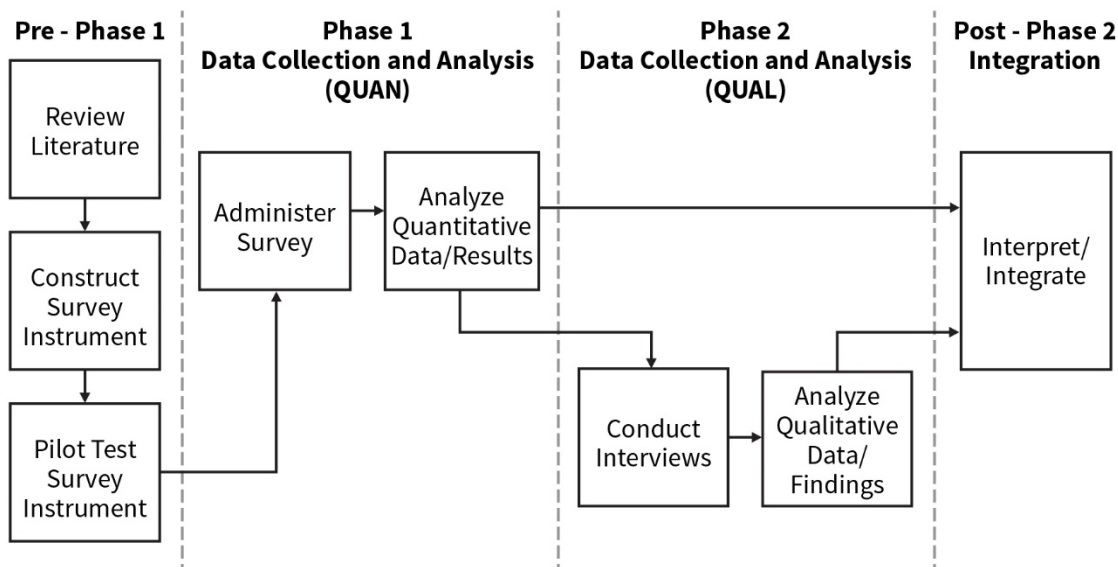 Pre - Phase 1
Review
Literature
Construct
Survey
Instrument
Pilot Test
Survey
Instrument
Phase 1
Data Collection and Analysis
(QUAN)
Administer
Survey
Analyze
Quantitative
Data/Results
Phase 2
Data Collection and Analysis
(QUAL)
Conduct
Interviews
Analyze
Qualitative
Data/
Findings
Post - Phase 2
Integration
Interpret/
Integrate